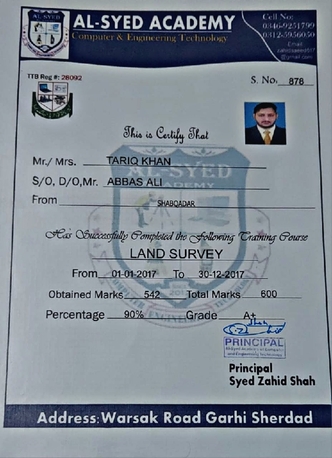 AL-SYED ACADEMY
Computer & Engineering Technology
Cell No:
0346-9251799
0312-5956050
Email:
TTB Reg #: 28092
S. No. 876
This is Certify That
Mr./ Mrs. TARIQ KHAN
S/O, D/O,Mr. ABBAS ALI
From SHABQADAR
Has Successfully Completed the Following Training Course
LAND SURVEY
From 01-01-2017 To 30-12-2017
Obtained Marks 542 Total Marks 600
Percentage 90% Grade A+
PRINCIPAL
Principal
Syed Zahid Shah
Address:Warsak Road Garhi Sherdad